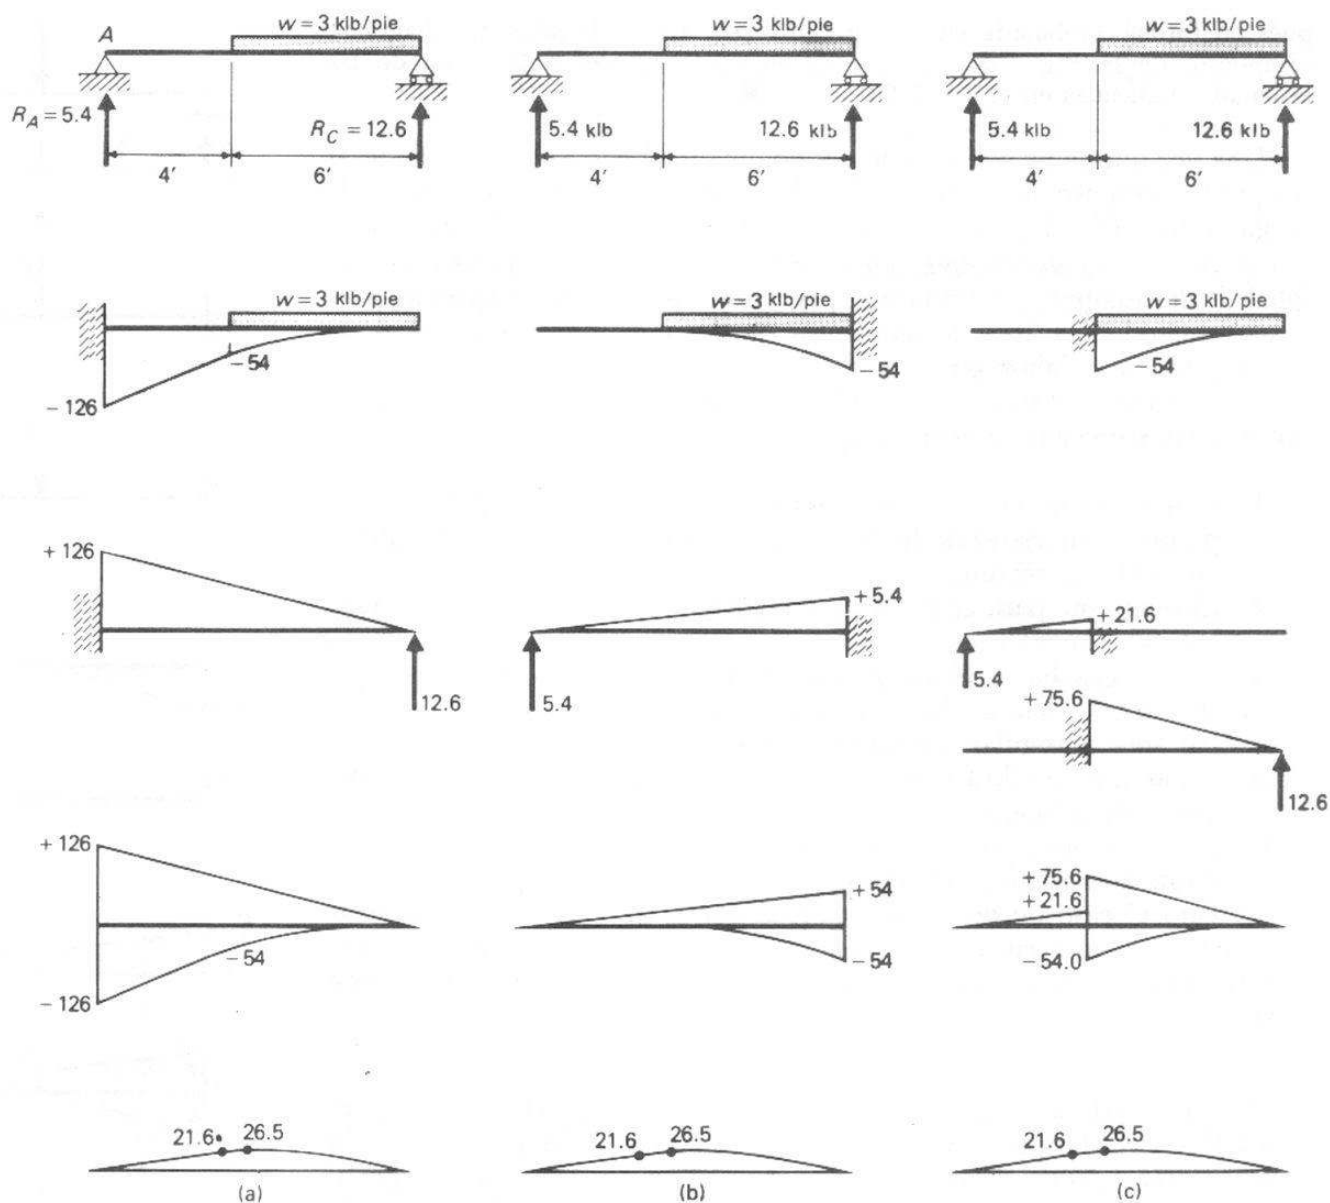 w = 3 klb/pie w = 3 klb/pie w = 3 klb/pie
A
R_A = 5.4 R_C = 12.6 5.4 klb 12.6 klb 5.4 klb 12.6 klb
4' 6' 4' 6' 4' 6'
w = 3 klb/pie w = 3 klb/pie w = 3 klb/pie
−54 −54 −54
−126
+126
+5.4 +21.6
12.6 5.4 5.4
+75.6
12.6
+126 +54 +75.6
+21.6
−54 −54 −54.0
−126
21.6 26.5 21.6 26.5 21.6 26.5
(a) (b) (c)